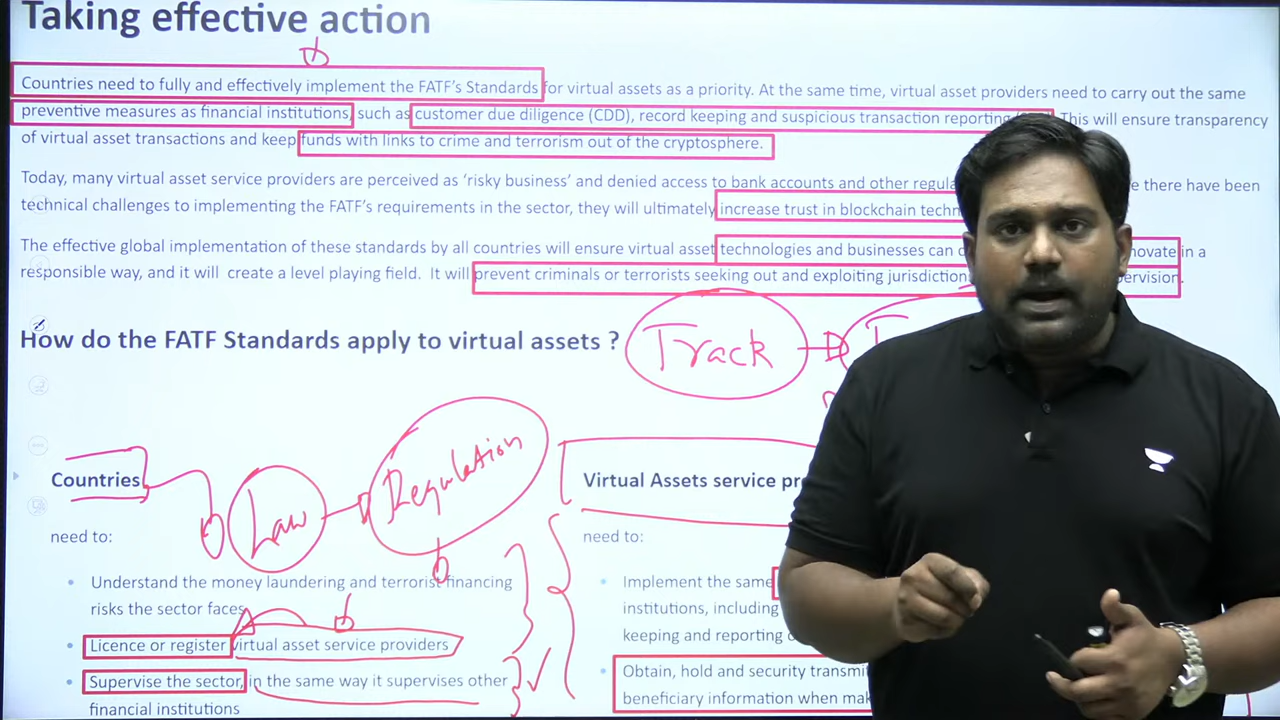 Taking effective action
Countries need to fully and effectively implement the FATF's Standards for virtual assets as a priority. At the same time, virtual asset providers need to carry out the same
preventive measures as financial institutions, such as customer due diligence (CDD), record keeping and suspicious transaction reporting This will ensure transparency
of virtual asset transactions and keep funds with links to crime and terrorism out of the cryptosphere.
Today, many virtual asset service providers are perceived as 'risky business' and denied access to bank accounts and other regula e there have been
technical challenges to implementing the FATF's requirements in the sector, they will ultimately increase trust in blockchain techn
The effective global implementation of these standards by all countries will ensure virtual asset technologies and businesses can novate in a
responsible way, and it will create a level playing field. It will prevent criminals or terrorists seeking out and exploiting jurisdiction pervision.
How do the FATF Standards apply to virtual assets ?
Track
Countries
Law
Regulation
need to:
Understand the money laundering and terrorist financing
risks the sector faces
Licence or register virtual asset service providers
Supervise the sector, in the same way it supervises other
financial institutions
Virtual Assets service pr
need to:
Implement the same
institutions, including
keeping and reporting o
Obtain, hold and security transmi
beneficiary information when mak